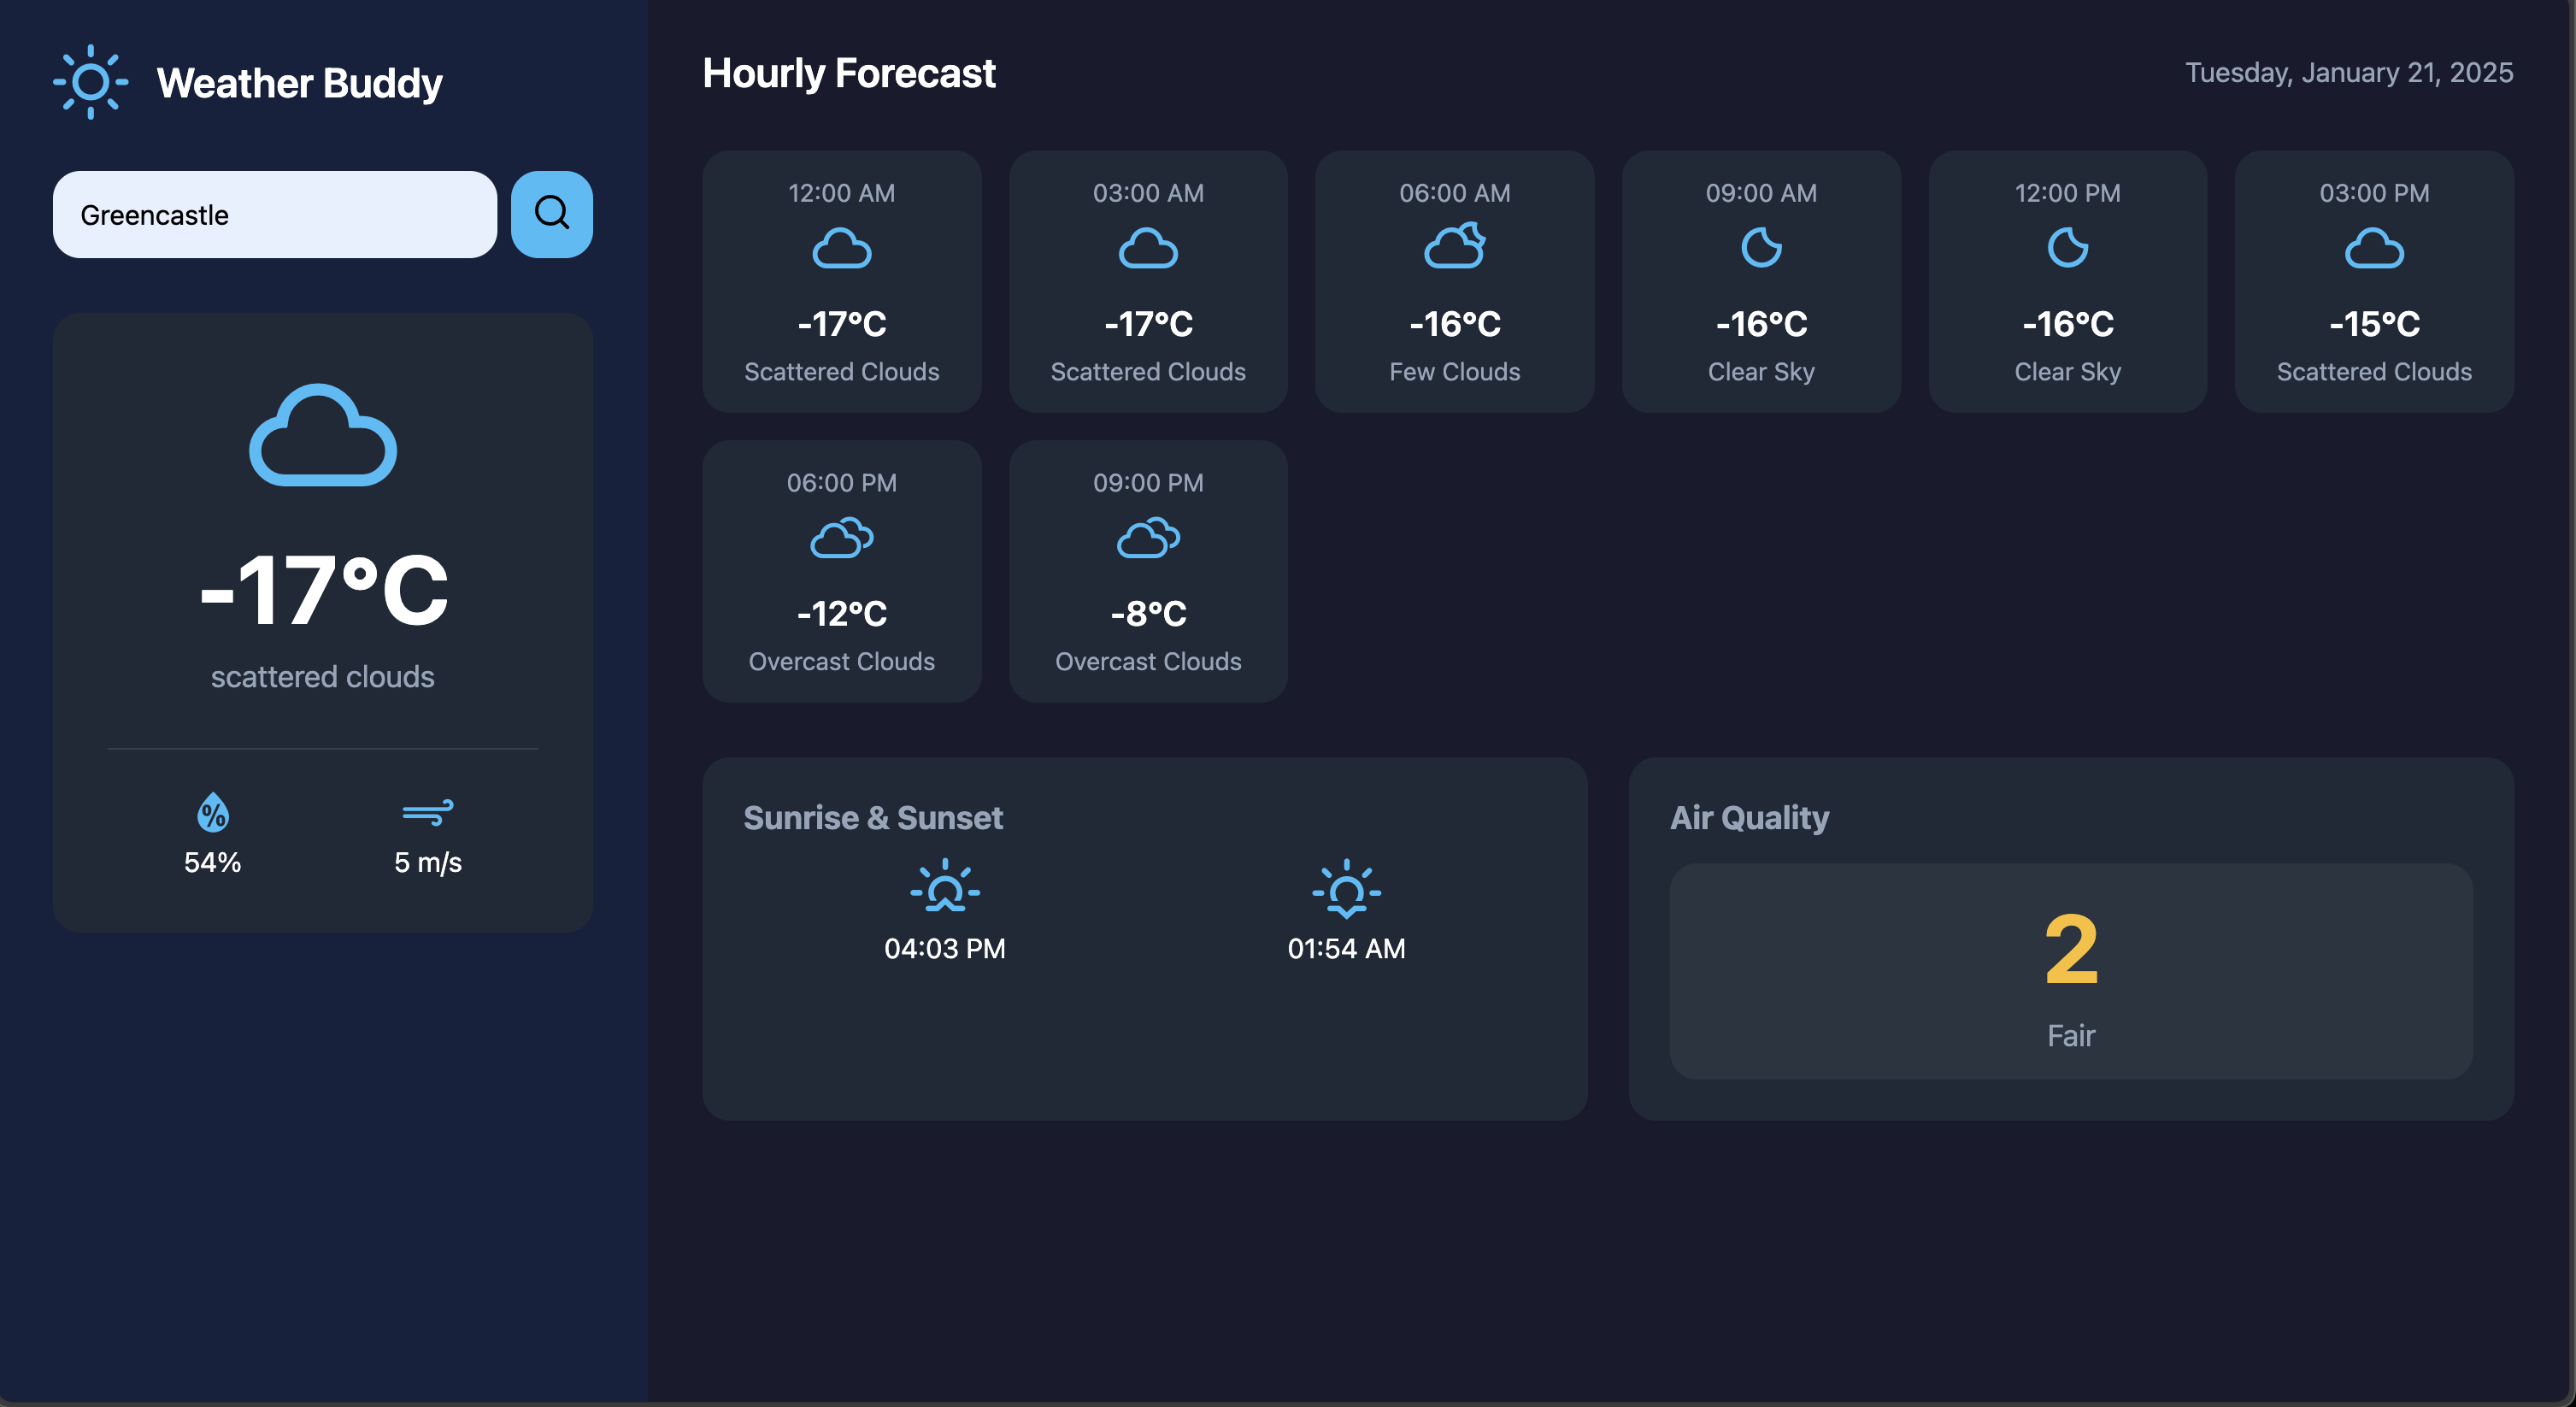 Weather Buddy
Greencastle
-17°C
scattered clouds
%
54%
5 m/s
Hourly Forecast
Tuesday, January 21, 2025
12:00 AM
-17°C
Scattered Clouds
03:00 AM
-17°C
Scattered Clouds
06:00 AM
-16°C
Few Clouds
09:00 AM
-16°C
Clear Sky
12:00 PM
-16°C
Clear Sky
03:00 PM
-15°C
Scattered Clouds
06:00 PM
-12°C
Overcast Clouds
09:00 PM
-8°C
Overcast Clouds
Sunrise & Sunset
04:03 PM
01:54 AM
Air Quality
2
Fair